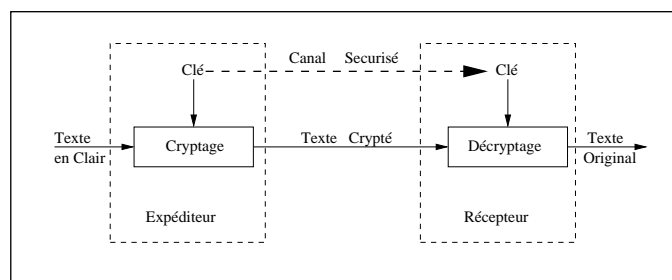 Clé
Canal Securisé
Clé
Texte
en Clair
Cryptage
Texte Crypté
Décryptage
Texte
Original
Expéditeur
Récepteur